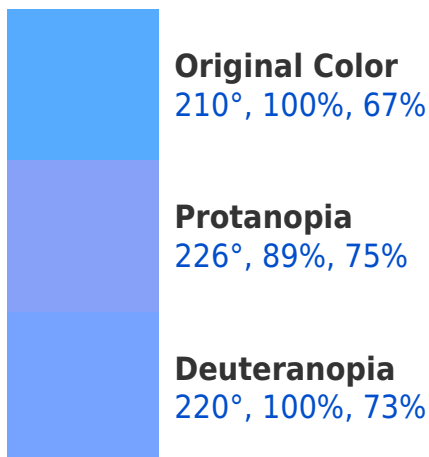 Original Color
210°, 100%, 67%
Protanopia
226°, 89%, 75%
Deuteranopia
220°, 100%, 73%